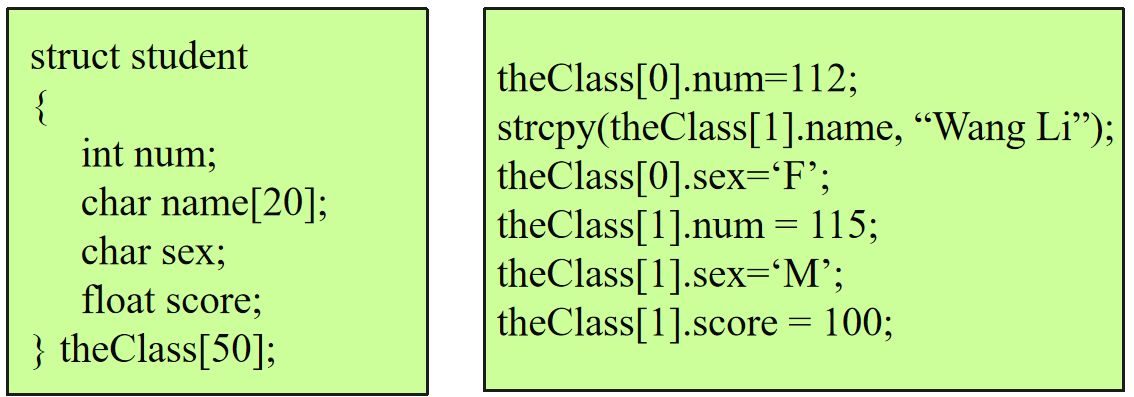 struct student
{
int num;
char name[20];
char sex;
float score;
} theClass[50];
theClass[0].num=112;
strcpy(theClass[1].name, “Wang Li”);
theClass[0].sex=‘F’;
theClass[1].num = 115;
theClass[1].sex=‘M’;
theClass[1].score = 100;